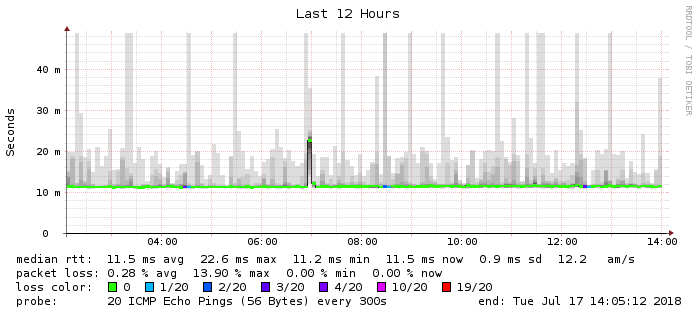 Last 12 Hours
RRDTOOL / TOBI OETIKER
Seconds
40 m
30 m
20 m
10 m
0
04:00 06:00 08:00 10:00 12:00 14:00
median rtt: 11.5 ms avg 22.6 ms max 11.2 ms min 11.5 ms now 0.9 ms sd 12.2 am/s
packet loss: 0.28 % avg 13.90 % max 0.00 % min 0.00 % now
loss color: 0 1/20 2/20 3/20 4/20 10/20 19/20
probe: 20 ICMP Echo Pings (56 Bytes) every 300s end: Tue Jul 17 14:05:12 2018